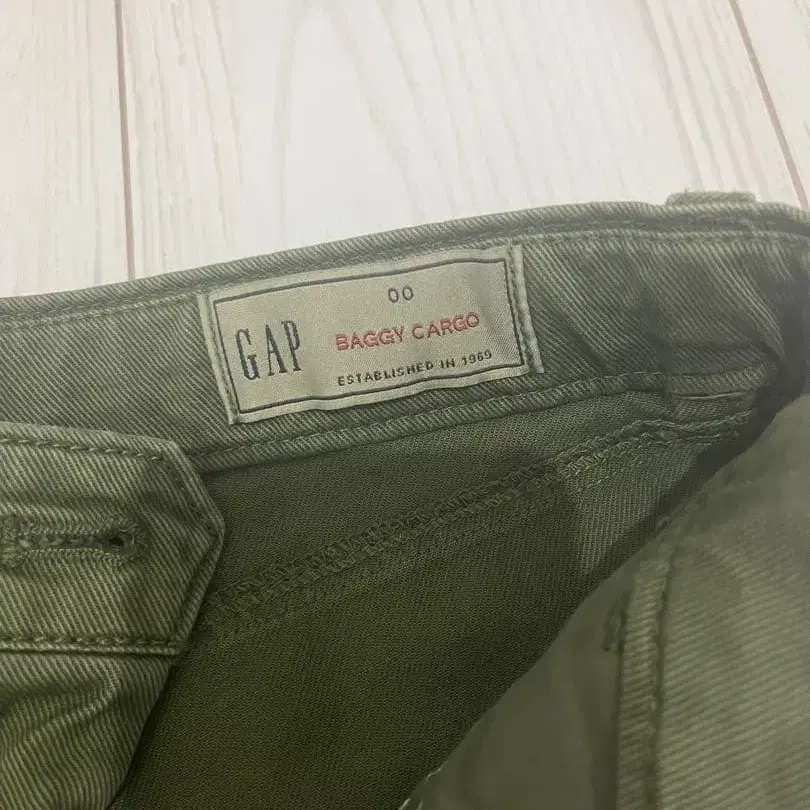 00
GAP
BAGGY CARGO
ESTABLISHED IN 1969